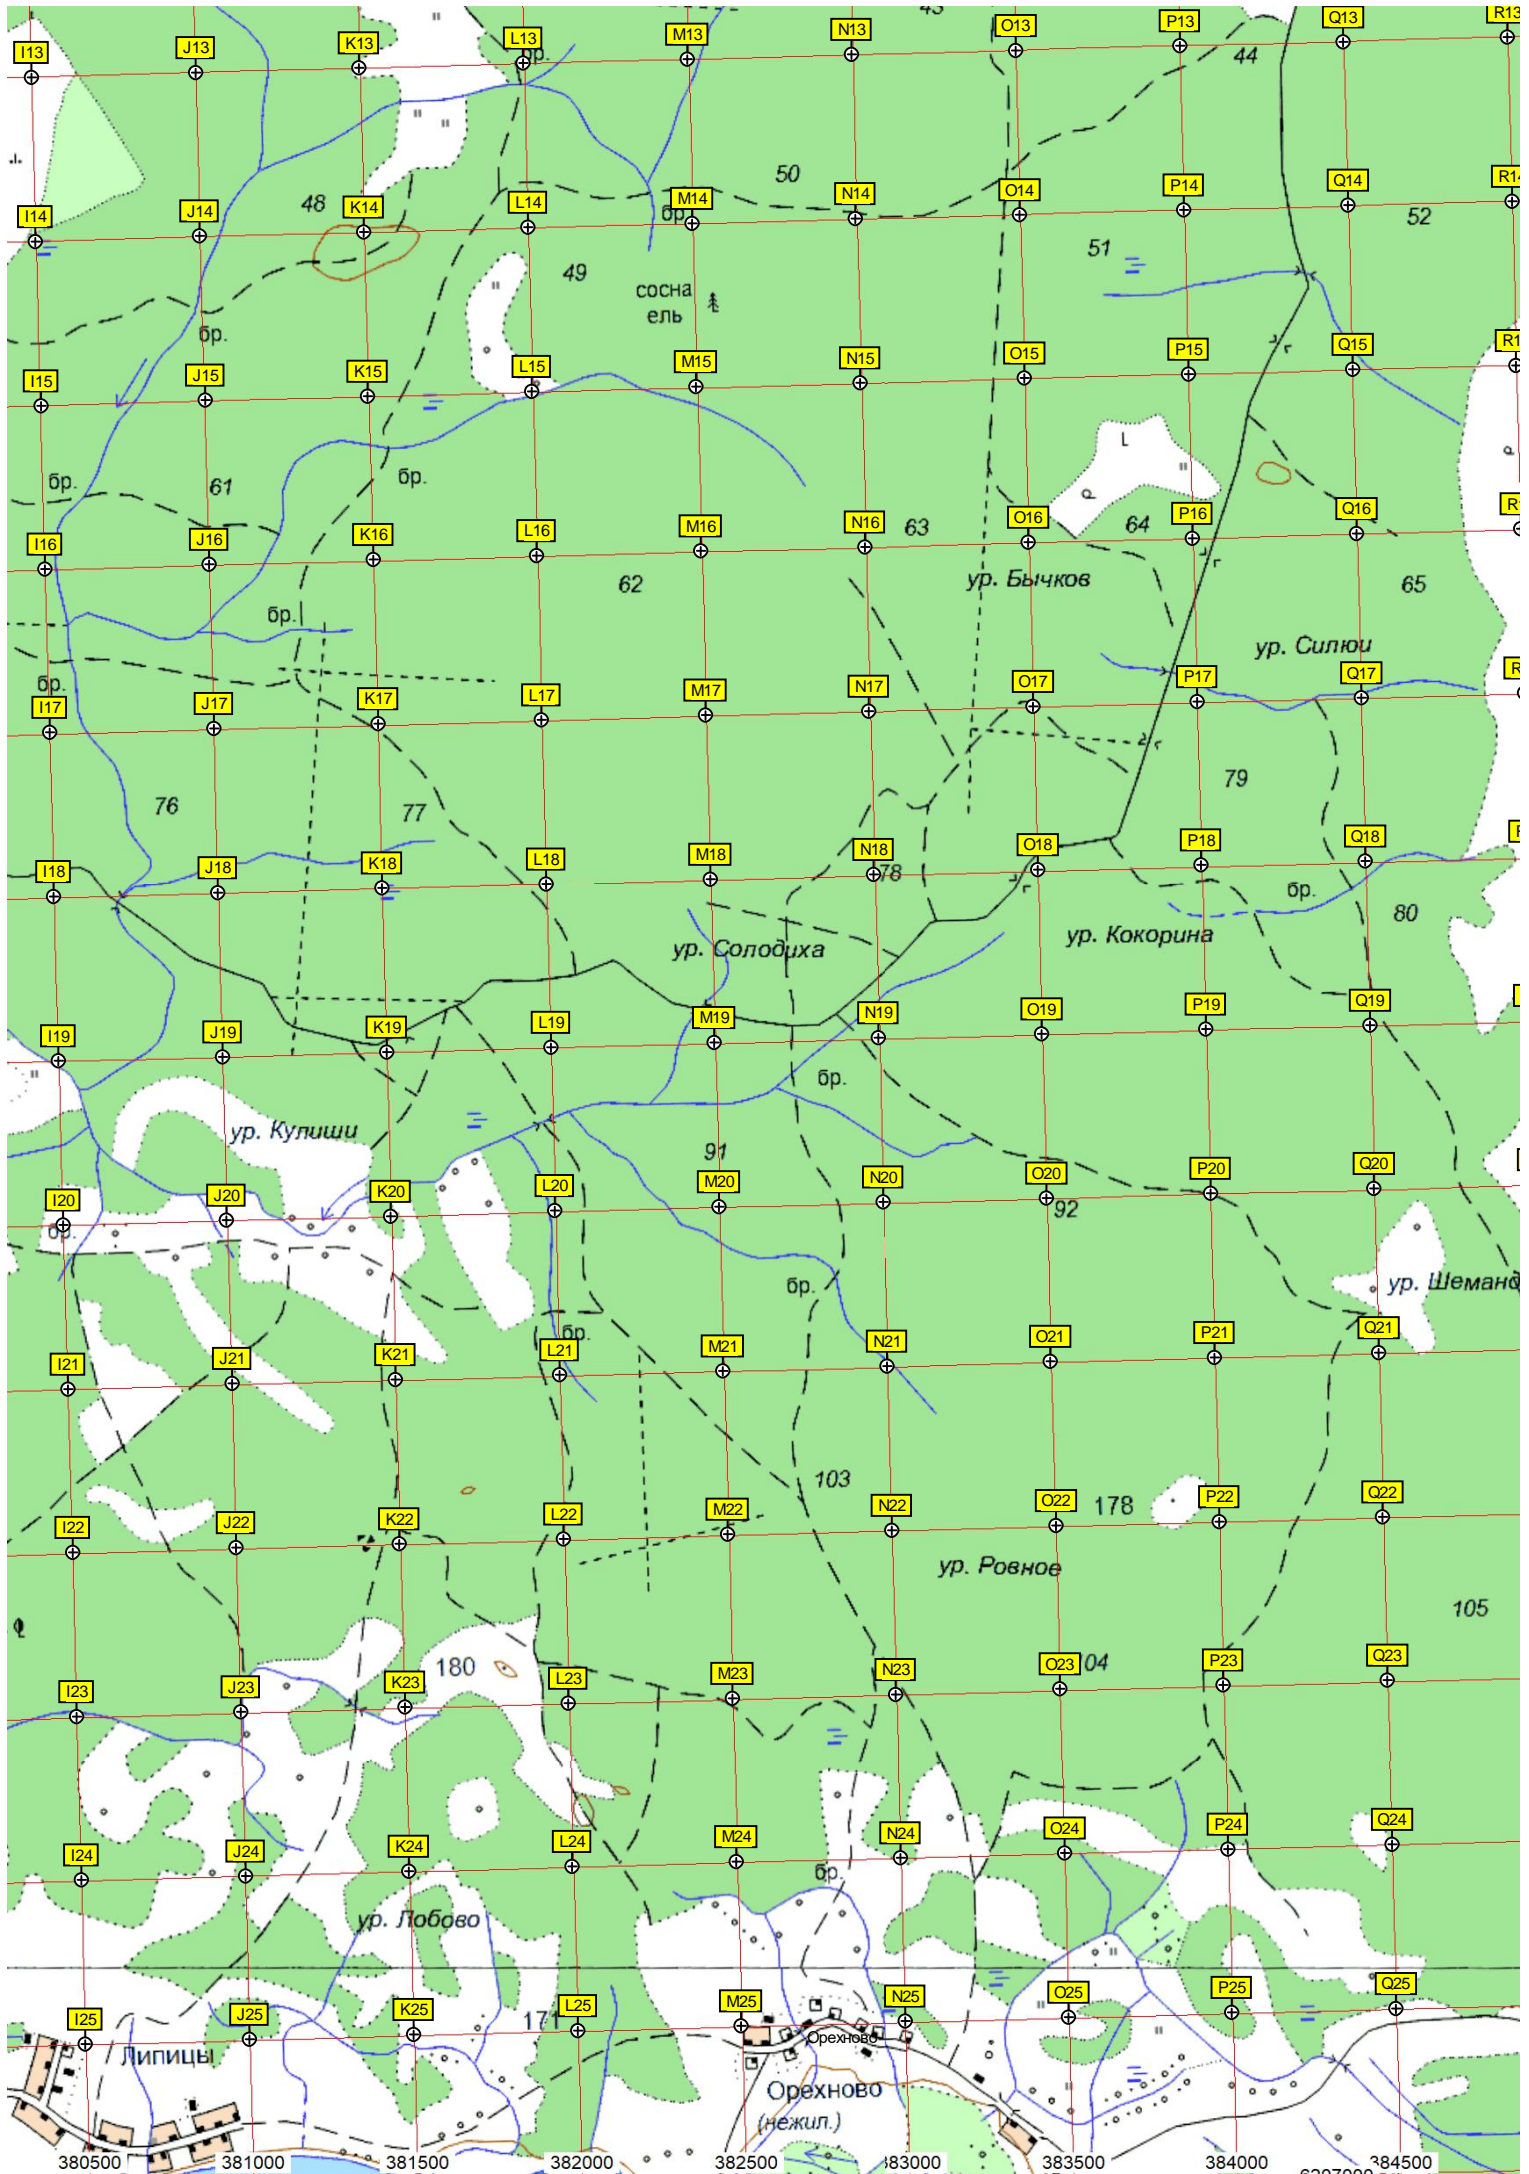 43
I13 J13 K13 L13 M13 N13 O13 P13 Q13 R13
бр.
44
50
48
I14 J14 K14 L14 M14 N14 O14 P14 Q14 R14
бр.
52
51
49
сосна
ель
бр.
I15 J15 K15 L15 M15 N15 O15 P15 Q15
бр.
бр.
61
I16 J16 K16 L16 M16 N16 O16 P16 Q16
63
64
ур. Бычков
62
65
бр.
ур. Силюи
бр.
I17 J17 K17 L17 M17 N17 O17 P17 Q17
79
76
77
I18 J18 K18 L18 M18 N18 O18 P18 Q18
78
бр.
80
ур. Солодиха
ур. Кокорина
I19 J19 K19 L19 M19 N19 O19 P19 Q19
бр.
ур. Кулиши
91
I20 J20 K20 L20 M20 N20 O20 P20 Q20
92
бр.
бр.
ур. Шеманд
бр.
I21 J21 K21 L21 M21 N21 O21 P21 Q21
103
178
I22 J22 K22 L22 M22 N22 O22 P22 Q22
ур. Ровное
105
180
I23 J23 K23 L23 M23 N23 O23 P23 Q23
04
I24 J24 K24 L24 M24 N24 O24 P24 Q24
бр.
ур. Лобово
I25 J25 K25 L25 M25 N25 O25 P25 Q25
171
Липицы
Орехново
Орехново
(нежил.)
380500 381000 381500 382000 382500 383000 383500 384000 384500